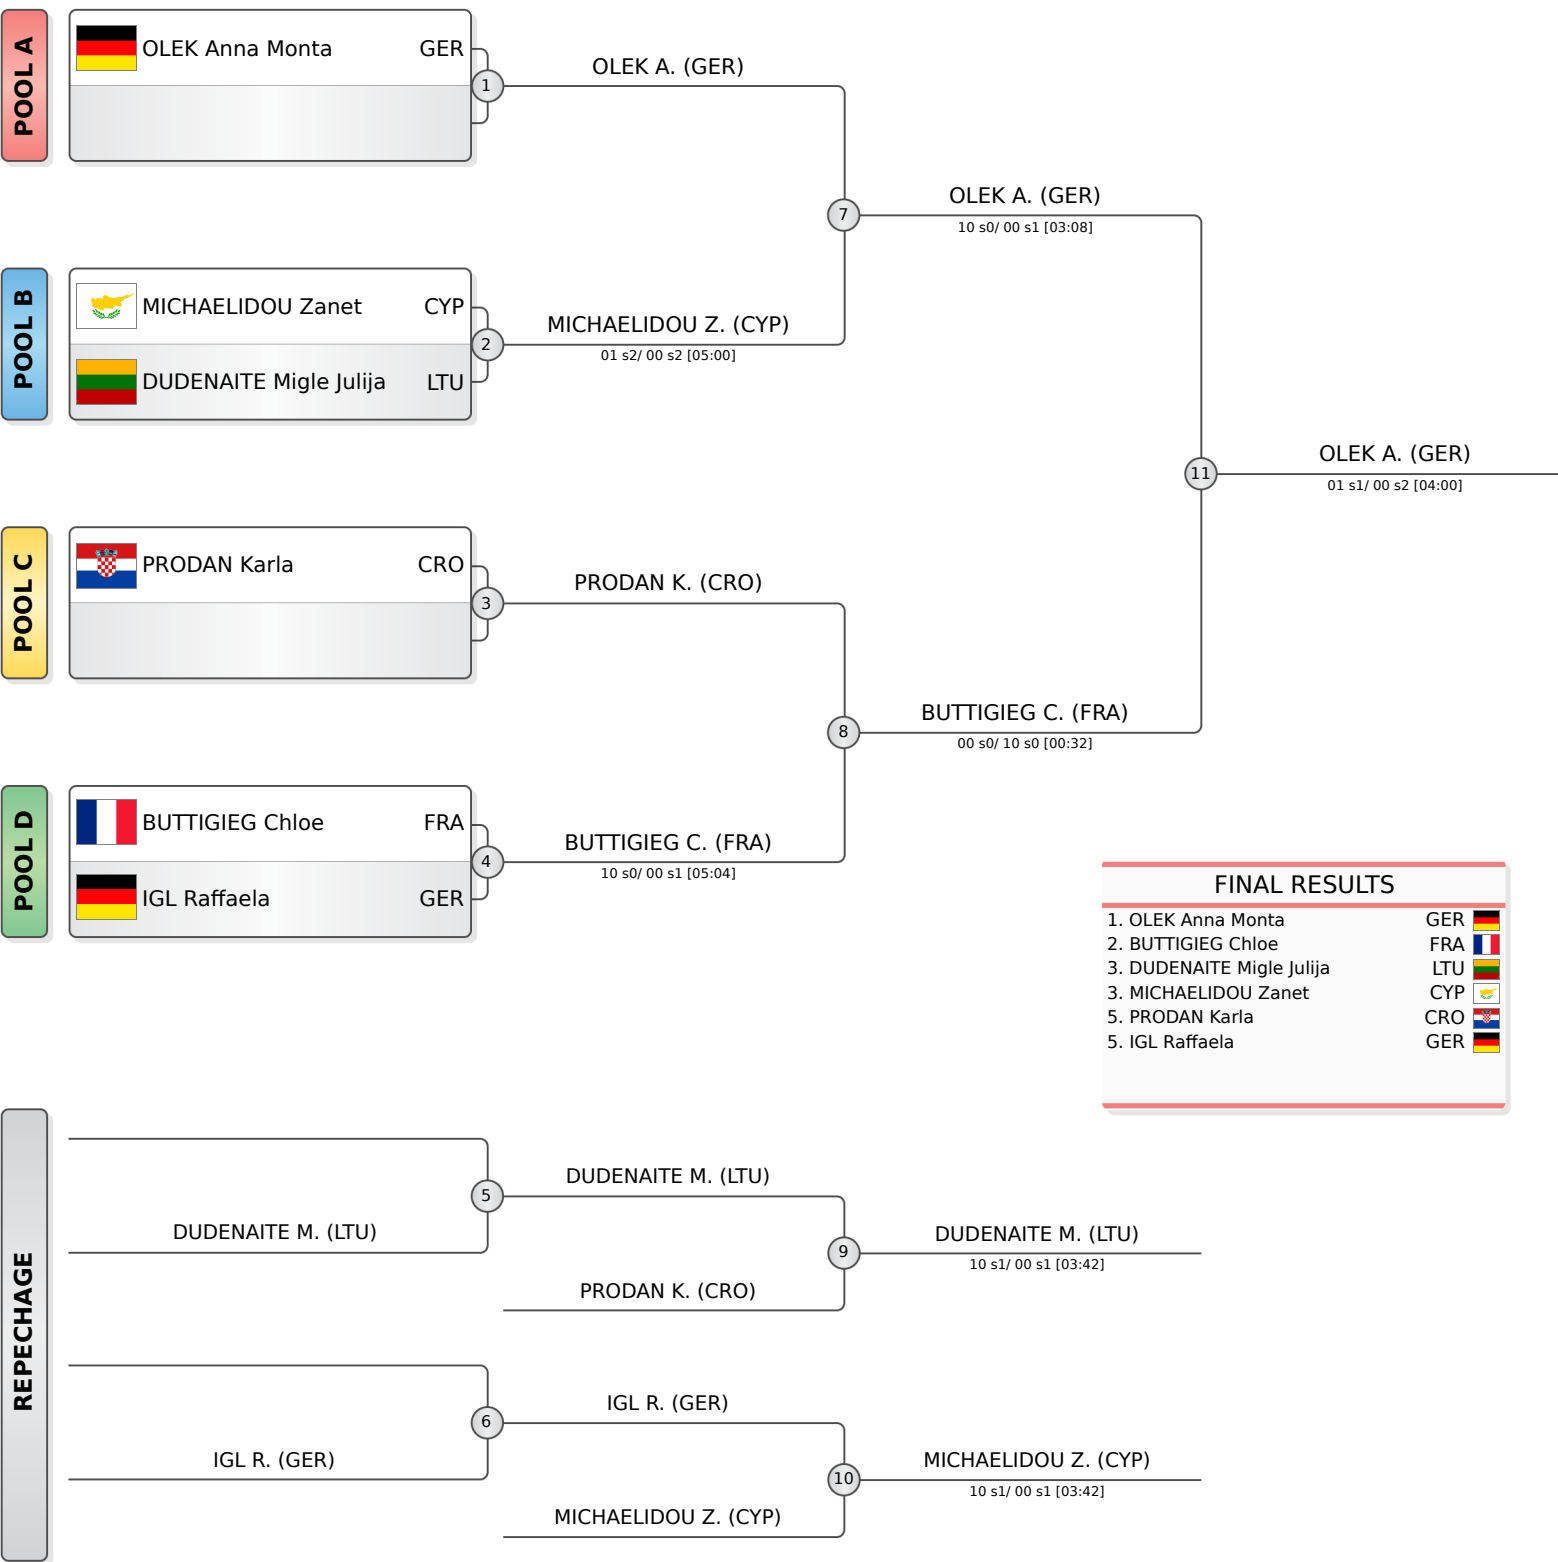 POOL A
OLEK Anna Monta GER
1
OLEK A. (GER)
7
OLEK A. (GER)
10 s0/ 00 s1 [03:08]
POOL B
MICHAELIDOU Zanet CYP
DUDENAITE Migle Julija LTU
2
MICHAELIDOU Z. (CYP)
01 s2/ 00 s2 [05:00]
11
OLEK A. (GER)
01 s1/ 00 s2 [04:00]
POOL C
PRODAN Karla CRO
3
PRODAN K. (CRO)
8
BUTTIGIEG C. (FRA)
00 s0/ 10 s0 [00:32]
POOL D
BUTTIGIEG Chloe FRA
IGL Raffaela GER
4
BUTTIGIEG C. (FRA)
10 s0/ 00 s1 [05:04]
FINAL RESULTS
1. OLEK Anna Monta GER
2. BUTTIGIEG Chloe FRA
3. DUDENAITE Migle Julija LTU
3. MICHAELIDOU Zanet CYP
5. PRODAN Karla CRO
5. IGL Raffaela GER
REPECHAGE
DUDENAITE M. (LTU)
5
DUDENAITE M. (LTU)
PRODAN K. (CRO)
9
DUDENAITE M. (LTU)
10 s1/ 00 s1 [03:42]
IGL R. (GER)
6
IGL R. (GER)
MICHAELIDOU Z. (CYP)
10
MICHAELIDOU Z. (CYP)
10 s1/ 00 s1 [03:42]